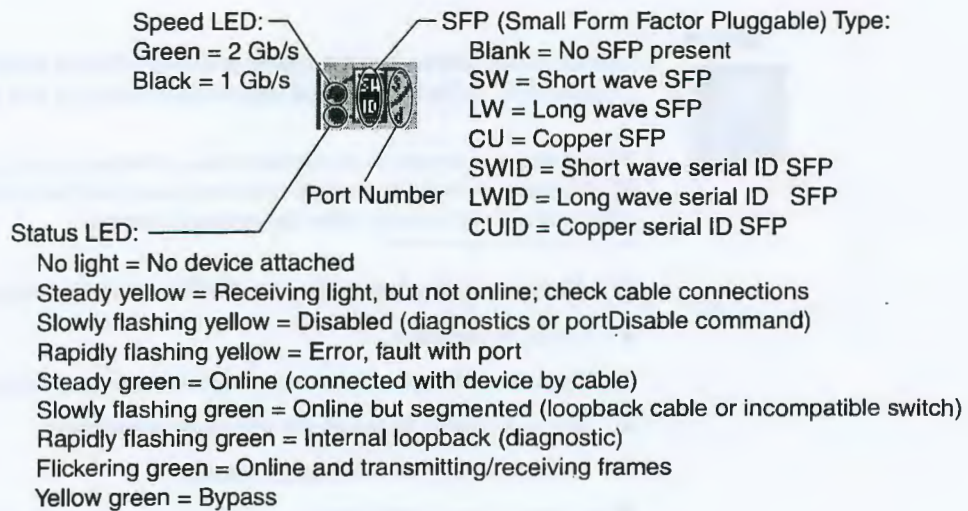 Speed LED:
Green = 2 Gb/s
Black = 1 Gb/s
SFP (Small Form Factor Pluggable) Type:
Blank = No SFP present
SW = Short wave SFP
LW = Long wave SFP
CU = Copper SFP
SWID = Short wave serial ID SFP
LWID = Long wave serial ID SFP
CUID = Copper serial ID SFP
Port Number
Status LED:
No light = No device attached
Steady yellow = Receiving light, but not online; check cable connections
Slowly flashing yellow = Disabled (diagnostics or portDisable command)
Rapidly flashing yellow = Error, fault with port
Steady green = Online (connected with device by cable)
Slowly flashing green = Online but segmented (loopback cable or incompatible switch)
Rapidly flashing green = Internal loopback (diagnostic)
Flickering green = Online and transmitting/receiving frames
Yellow green = Bypass